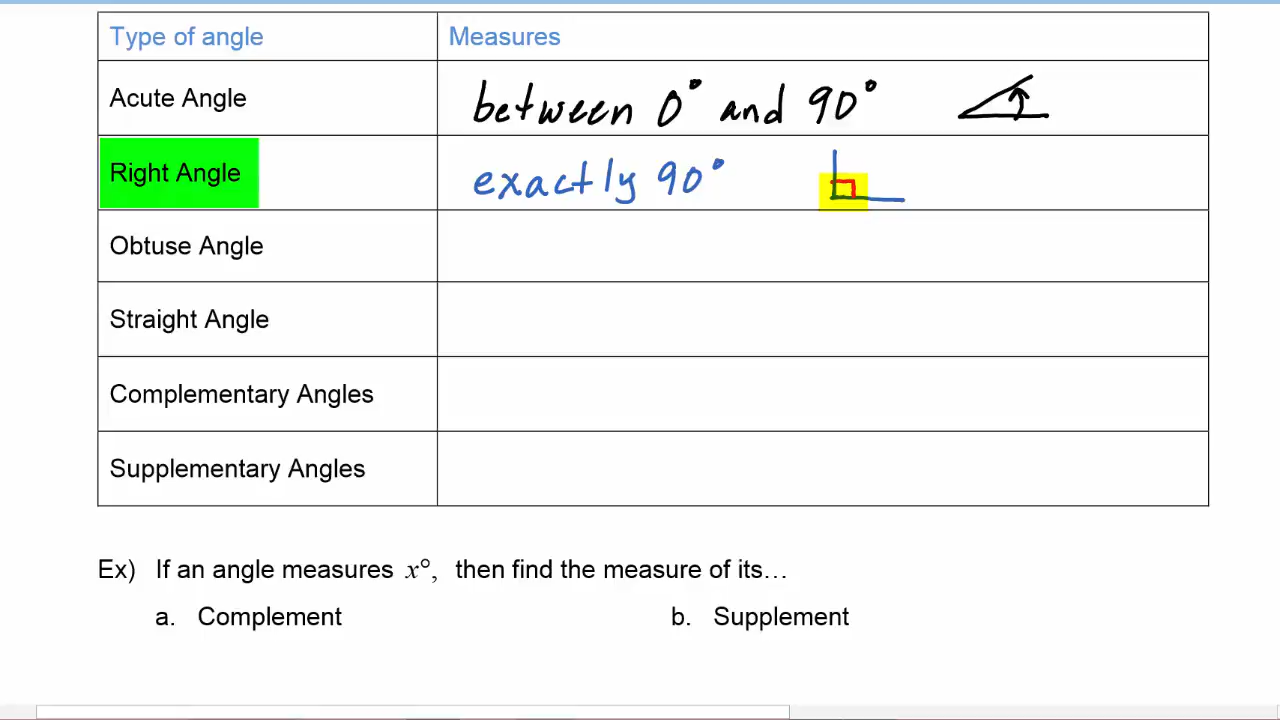 Type of angle Measures
Acute Angle between 0° and 90°
Right Angle exactly 90°
Obtuse Angle
Straight Angle
Complementary Angles
Supplementary Angles
Ex) If an angle measures x°, then find the measure of its…
a. Complement b. Supplement